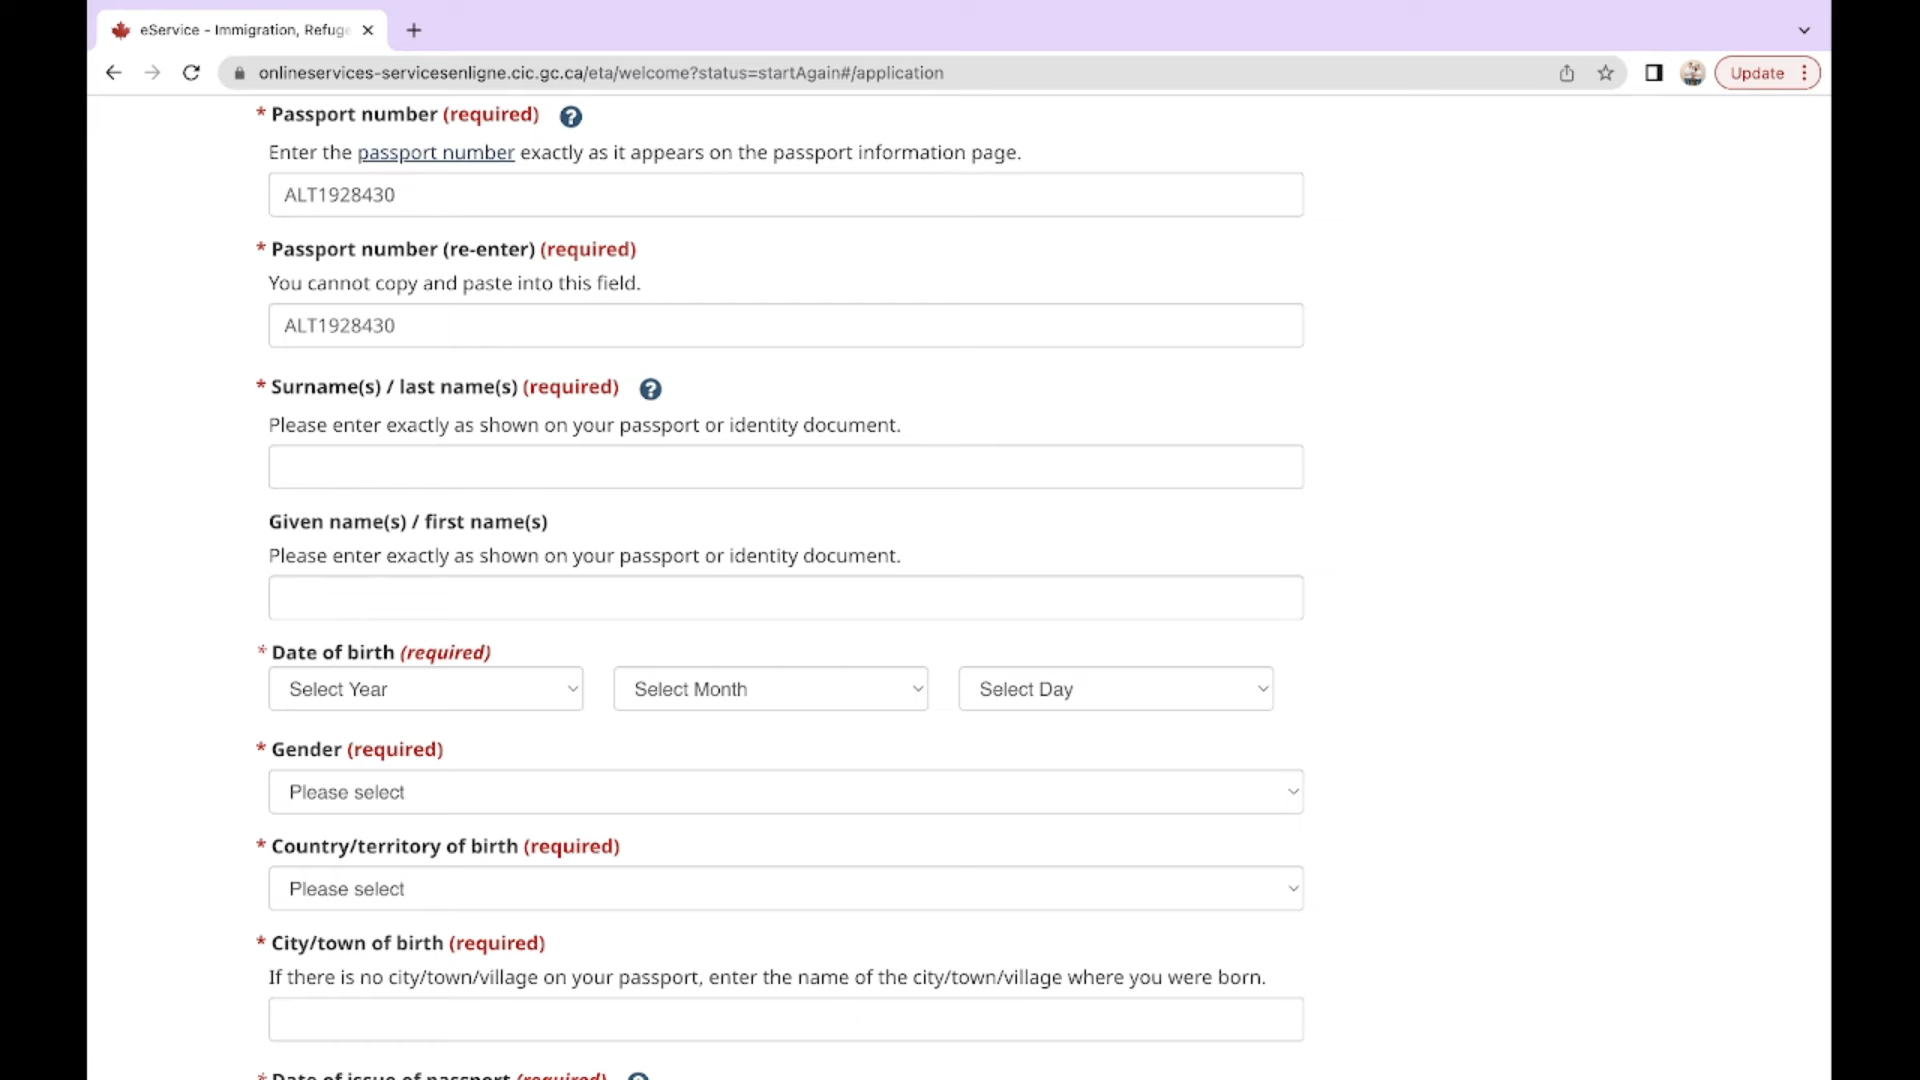 eService - Immigration, Refuge
onlineservices-servicesenligne.cic.gc.ca/eta/welcome?status=startAgain#/application
Update
* Passport number (required) ?
Enter the passport number exactly as it appears on the passport information page.
ALT1928430
* Passport number (re-enter) (required)
You cannot copy and paste into this field.
ALT1928430
* Surname(s) / last name(s) (required) ?
Please enter exactly as shown on your passport or identity document.
Given name(s) / first name(s)
Please enter exactly as shown on your passport or identity document.
* Date of birth (required)
Select Year Select Month Select Day
* Gender (required)
Please select
* Country/territory of birth (required)
Please select
* City/town of birth (required)
If there is no city/town/village on your passport, enter the name of the city/town/village where you were born.
* Date of issue of passport (required) ?